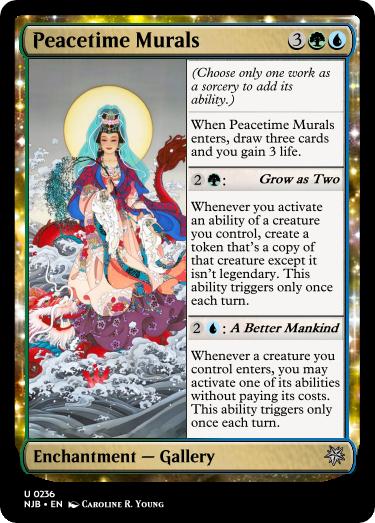 Peacetime Murals 3
(Choose only one work as
a sorcery to add its
ability.)
When Peacetime Murals
enters, draw three cards
and you gain 3 life.
2 : Grow as Two
Whenever you activate
an ability of a creature
you control, create a
token that's a copy of
that creature except it
isn't legendary. This
ability triggers only once
each turn.
2 : A Better Mankind
Whenever a creature you
control enters, you may
activate one of its abilities
without paying its costs.
This ability triggers only
once each turn.
Enchantment — Gallery
U 0236
NJB • EN Caroline R. Young